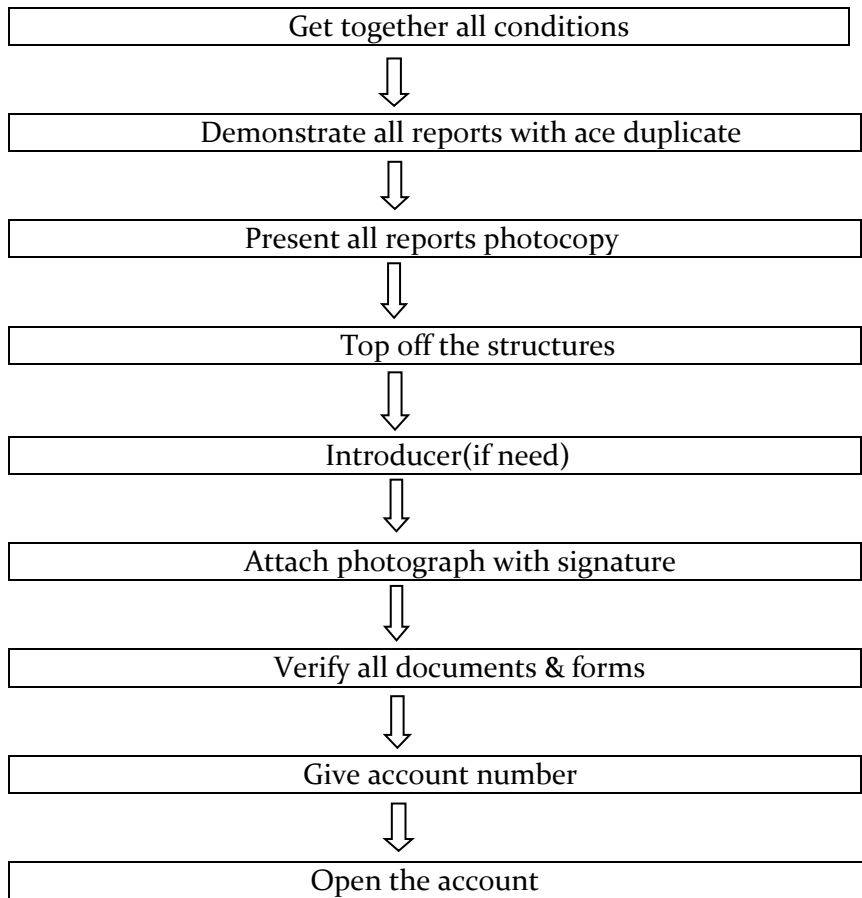 Get together all conditions
Demonstrate all reports with ace duplicate
Present all reports photocopy
Top off the structures
Introducer(if need)
Attach photograph with signature
Verify all documents & forms
Give account number
Open the account